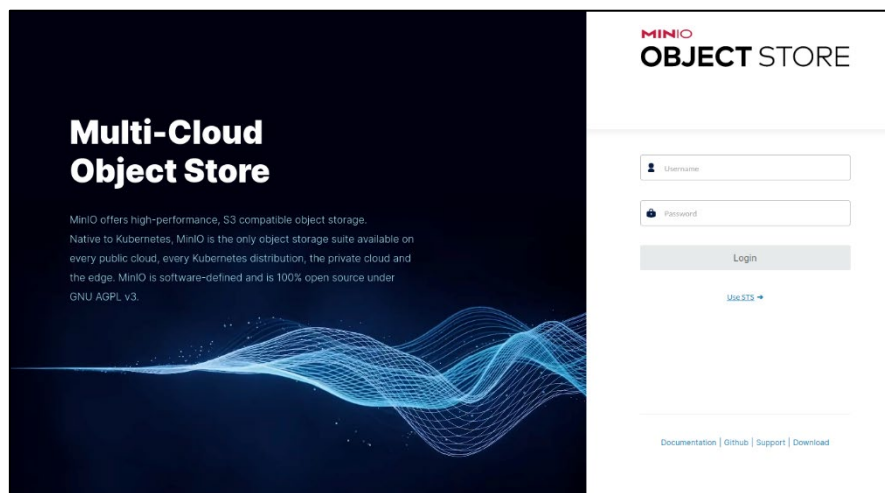 Multi-Cloud
Object Store
MinIO offers high-performance, S3 compatible object storage.
Native to Kubernetes, MinIO is the only object storage suite available on
every public cloud, every Kubernetes distribution, the private cloud and
the edge. MinIO is software-defined and is 100% open source under
GNU AGPL v3.
MINIO
OBJECT STORE
Username
Password
Login
Use STS ➔
Documentation | Github | Support | Download